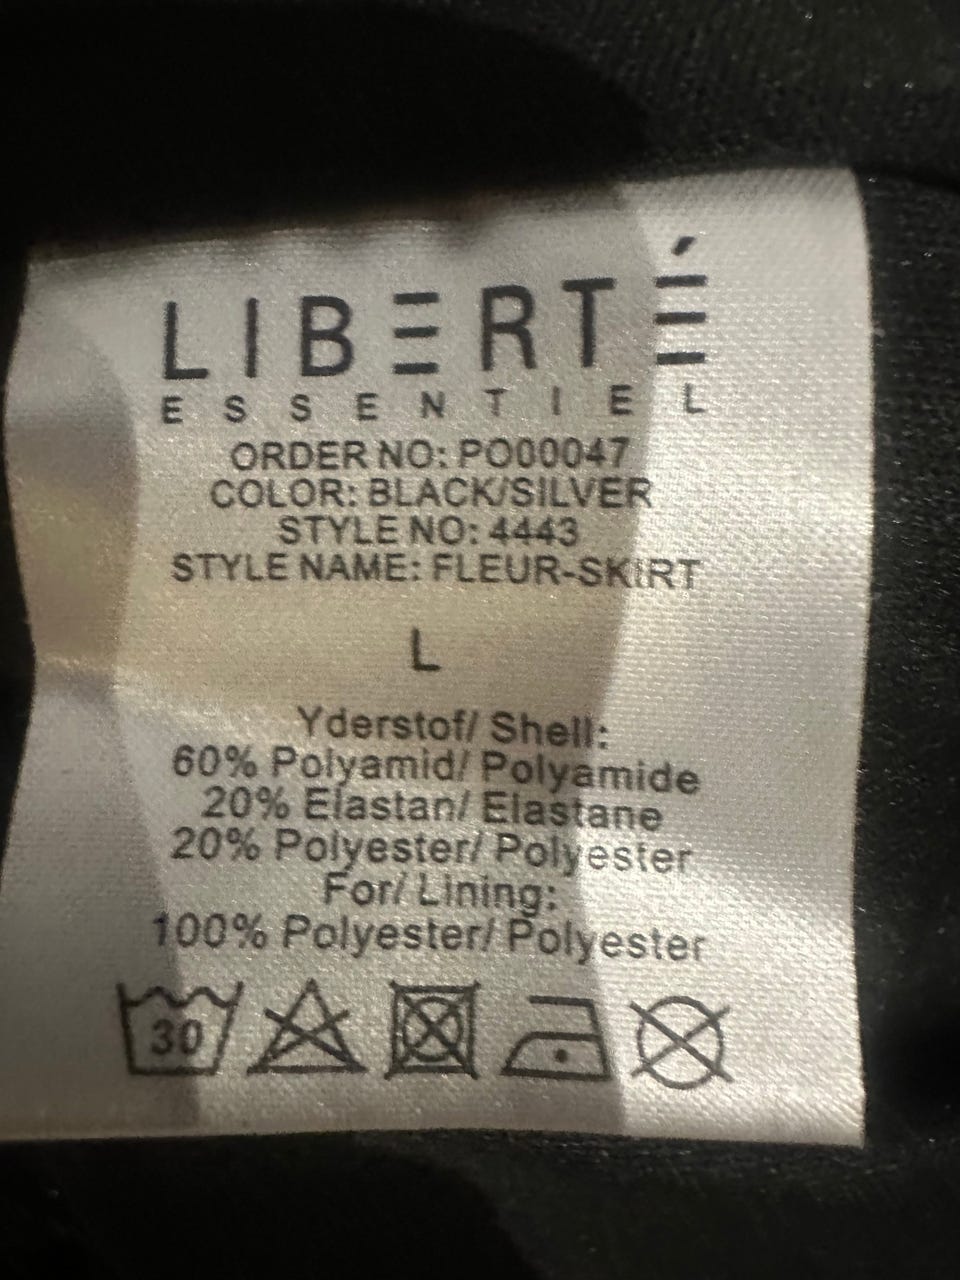 LIBERTÉ
ESSENTIEL
ORDER NO: PO00047
COLOR: BLACK/SILVER
STYLE NO: 4443
STYLE NAME: FLEUR-SKIRT
L
Yderstof/ Shell:
60% Polyamid/ Polyamide
20% Elastan/ Elastane
20% Polyester/ Polyester
For/ Lining:
100% Polyester/ Polyester
30